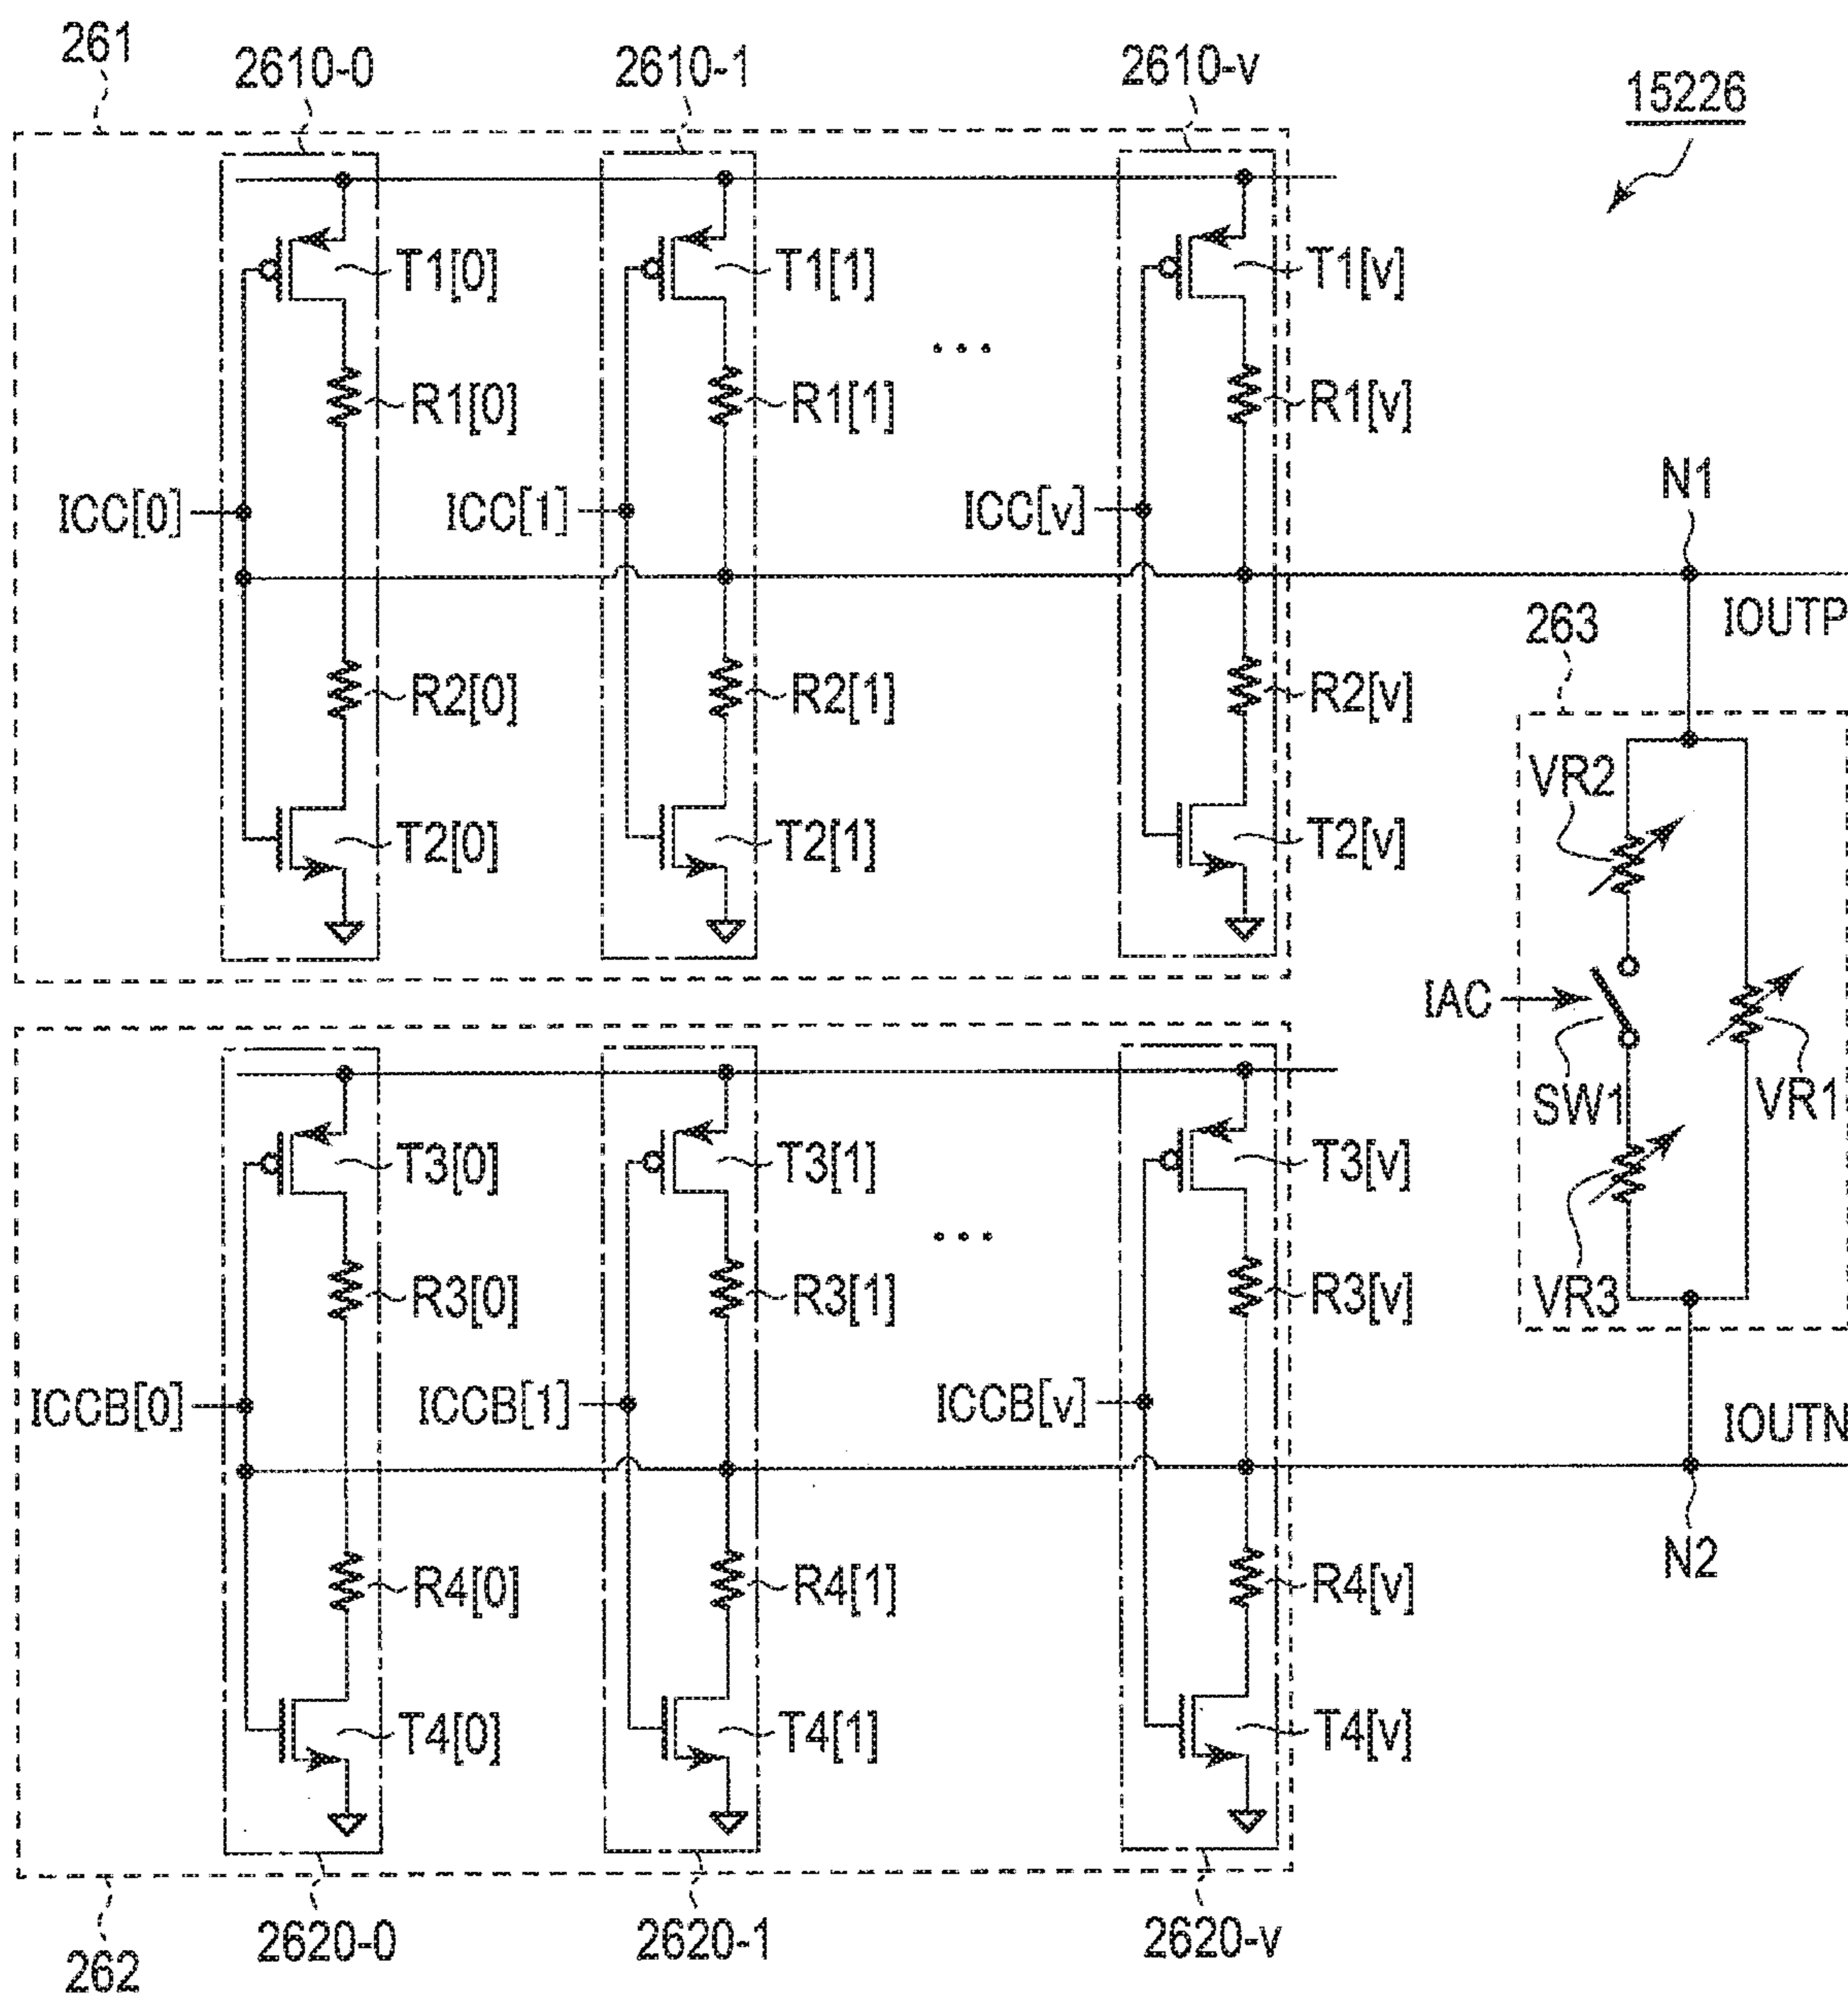 261
2610-0
2610-1
2610-v
15226
T1[0]
T1[1]
T1[v]
R1[0]
R1[1]
R1[v]
...
ICC[0]
ICC[1]
ICC[v]
N1
IOUTP
263
R2[0]
R2[1]
R2[v]
VR2
T2[0]
T2[1]
T2[v]
IAC
SW1
VR1
T3[0]
T3[1]
T3[v]
...
R3[0]
R3[1]
R3[v]
VR3
ICCB[0]
ICCB[1]
ICCB[v]
IOUTN
N2
R4[0]
R4[1]
R4[v]
T4[0]
T4[1]
T4[v]
262
2620-0
2620-1
2620-v